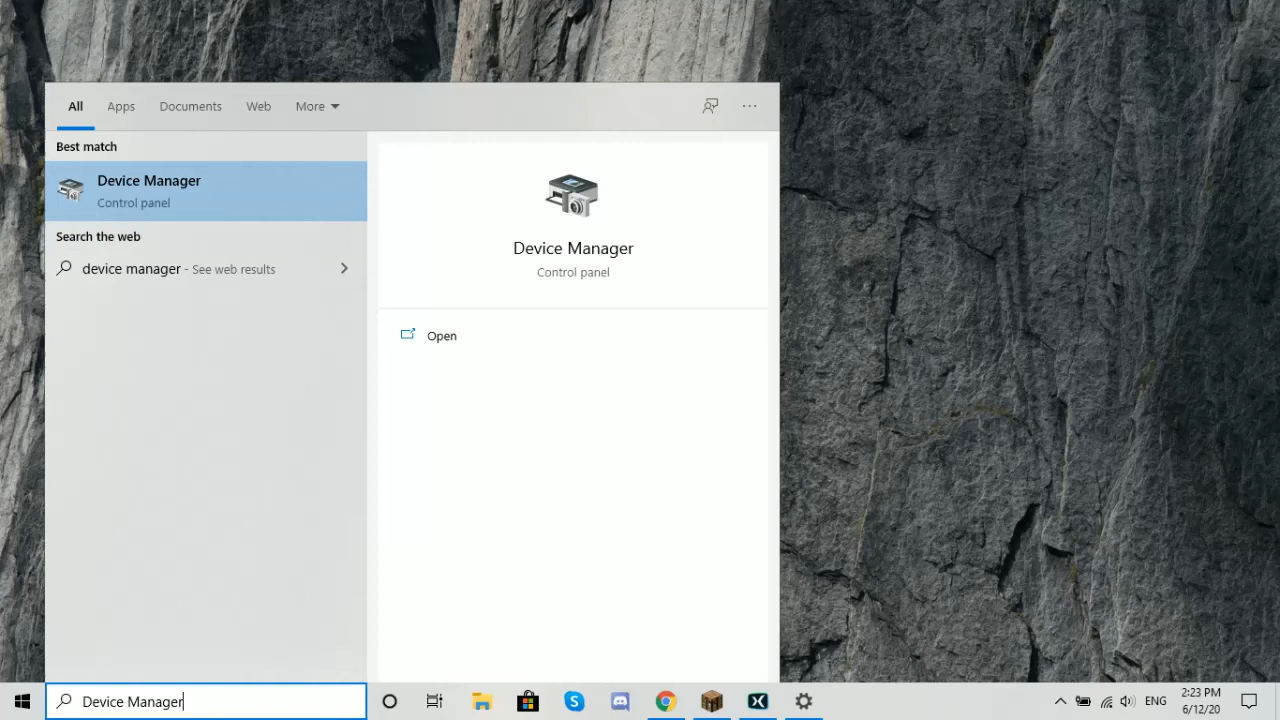 All
Apps
Documents
Web
More
Best match
Device Manager
Control panel
Search the web
device manager - See web results
Device Manager
Control panel
Open
Device Manager
ENG
2:23 PM
6/12/20